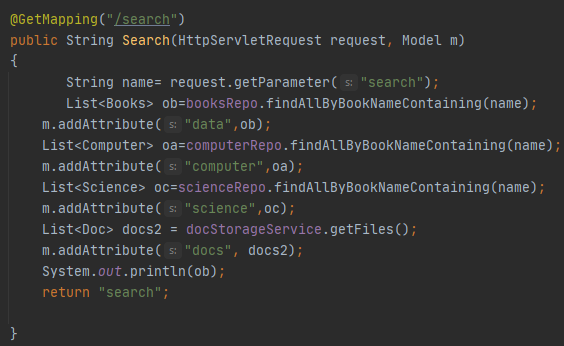 @GetMapping("/search")
public String Search(HttpServletRequest request, Model m)
{
String name= request.getParameter( s: "search");
List<Books> ob=booksRepo.findAllByBookNameContaining(name);
m.addAttribute( s: "data",ob);
List<Computer> oa=computerRepo.findAllByBookNameContaining(name);
m.addAttribute( s: "computer",oa);
List<Science> oc=scienceRepo.findAllByBookNameContaining(name);
m.addAttribute( s: "science",oc);
List<Doc> docs2 = docStorageService.getFiles();
m.addAttribute( s: "docs", docs2);
System.out.println(ob);
return "search";
}